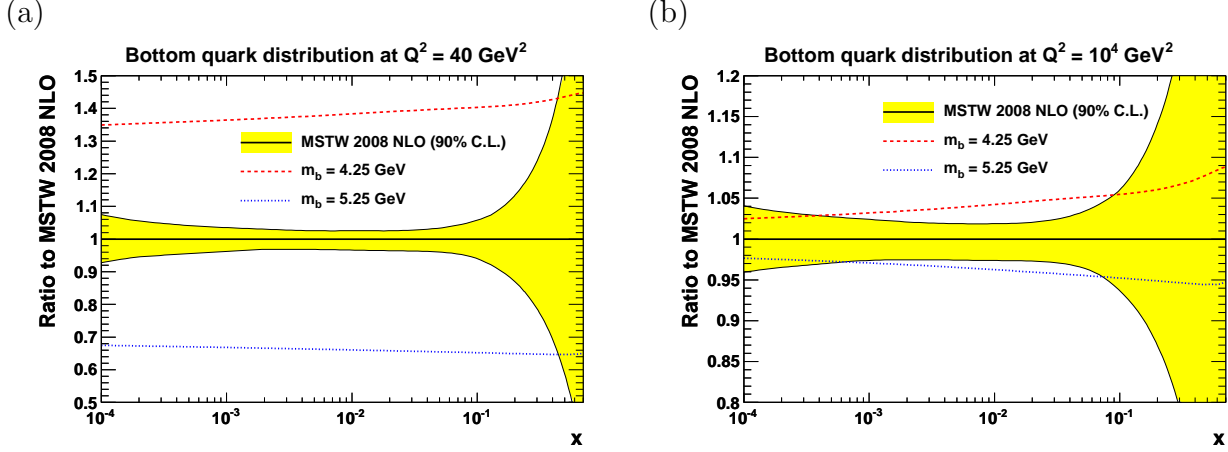 (a)
Bottom quark distribution at Q² = 40 GeV²
Ratio to MSTW 2008 NLO
1.5
1.4
1.3
1.2
1.1
1
0.9
0.8
0.7
0.6
0.5
MSTW 2008 NLO (90% C.L.)
m_b = 4.25 GeV
m_b = 5.25 GeV
10⁻⁴ 10⁻³ 10⁻² 10⁻¹
x
(b)
Bottom quark distribution at Q² = 10⁴ GeV²
Ratio to MSTW 2008 NLO
1.2
1.15
1.1
1.05
1
0.95
0.9
0.85
0.8
MSTW 2008 NLO (90% C.L.)
m_b = 4.25 GeV
m_b = 5.25 GeV
10⁻⁴ 10⁻³ 10⁻² 10⁻¹
x